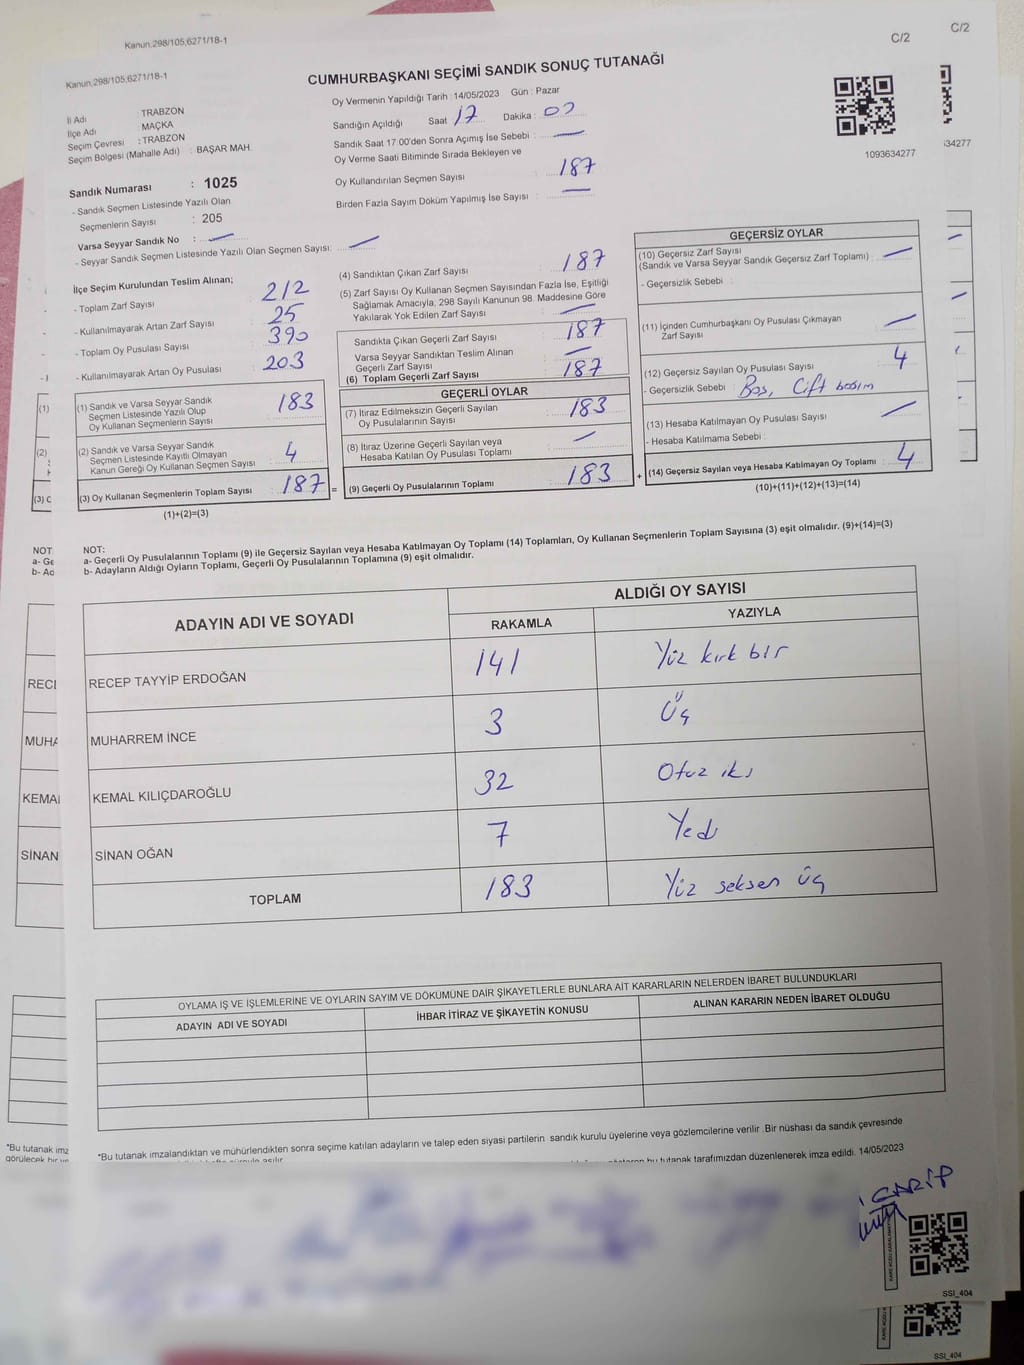 Kanun,298/105,6271/18-1
C/2
C/2
Kanun,298/105,6271/18-1
CUMHURBAŞKANI SEÇİMİ SANDIK SONUÇ TUTANAĞI
İl Adı TRABZON
İlçe Adı : MAÇKA
Seçim Çevresi : TRABZON
Seçim Bölgesi (Mahalle Adı) : BAŞAR MAH.
Oy Vermenin Yapıldığı Tarih : 14/05/2023 Gün : Pazar
Sandığın Açıldığı Saat 17 Dakika : 00
Sandık Saat 17:00'den Sonra Açımış İse Sebebi : —
Oy Verme Saati Bitiminde Sırada Bekleyen ve
Oy Kullandırılan Seçmen Sayısı : 187
Birden Fazla Sayım Döküm Yapılmış İse Sayısı : —
1093634277
634277
Sandık Numarası : 1025
- Sandık Seçmen Listesinde Yazılı Olan
Seçmenlerin Sayısı : 205
Varsa Seyyar Sandık No : —
- Seyyar Sandık Seçmen Listesinde Yazılı Olan Seçmen Sayısı: —
İlçe Seçim Kurulundan Teslim Alınan;
- Toplam Zarf Sayısı : 212
- Kullanılmayarak Artan Zarf Sayısı : 25
- Toplam Oy Pusulası Sayısı : 390
- Kullanılmayarak Artan Oy Pusulası : 203
(1) Sandık ve Varsa Seyyar Sandık
Seçmen Listesinde Yazılı Olup
Oy Kullanan Seçmenlerin Sayısı : 183
(2) Sandık ve Varsa Seyyar Sandık
Seçmen Listesinde Kayıtlı Olmayan
Kanun Gereği Oy Kullanan Seçmen Sayısı : 4
(3) Oy Kullanan Seçmenlerin Toplam Sayısı : 187 =
(1)+(2)=(3)
(4) Sandıktan Çıkan Zarf Sayısı : 187
(5) Zarf Sayısı Oy Kullanan Seçmen Sayısından Fazla İse, Eşitliği
Sağlamak Amacıyla, 298 Sayılı Kanunun 98. Maddesine Göre
Yakılarak Yok Edilen Zarf Sayısı : —
Sandıkta Çıkan Geçerli Zarf Sayısı : 187
Varsa Seyyar Sandıktan Teslim Alınan
Geçerli Zarf Sayısı : —
(6) Toplam Geçerli Zarf Sayısı : 187
GEÇERLİ OYLAR
(7) İtiraz Edilmeksizin Geçerli Sayılan
Oy Pusulalarının Sayısı : 183
(8) İtiraz Üzerine Geçerli Sayılan veya
Hesaba Katılan Oy Pusulası Toplamı : —
(9) Geçerli Oy Pusulalarının Toplamı : 183 +
GEÇERSİZ OYLAR
(10) Geçersiz Zarf Sayısı
(Sandık ve Varsa Seyyar Sandık Geçersiz Zarf Toplamı) : —
- Geçersizlik Sebebi :
(11) İçinden Cumhurbaşkanı Oy Pusulası Çıkmayan
Zarf Sayısı : —
(12) Geçersiz Sayılan Oy Pusulası Sayısı : 4
- Geçersizlik Sebebi : Boş, Çift basım
(13) Hesaba Katılmayan Oy Pusulası Sayısı : —
- Hesaba Katılmama Sebebi :
(14) Geçersiz Sayılan veya Hesaba Katılmayan Oy Toplamı : 4
(10)+(11)+(12)+(13)=(14)
NOT:
a- Geçerli Oy Pusulalarının Toplamı (9) ile Geçersiz Sayılan veya Hesaba Katılmayan Oy Toplamı (14) Toplamları, Oy Kullanan Seçmenlerin Toplam Sayısına (3) eşit olmalıdır. (9)+(14)=(3)
b- Adayların Aldığı Oyların Toplamı, Geçerli Oy Pusulalarının Toplamına (9) eşit olmalıdır.
ADAYIN ADI VE SOYADI
ALDIĞI OY SAYISI
RAKAMLA YAZIYLA
RECEP TAYYİP ERDOĞAN 141 Yüz kırk bir
MUHARREM İNCE 3 Üç
KEMAL KILIÇDAROĞLU 32 Otuz iki
SİNAN OĞAN 7 Yedi
TOPLAM 183 Yüz seksen üç
OYLAMA İŞ VE İŞLEMLERİNE VE OYLARIN SAYIM VE DÖKÜMÜNE DAİR ŞİKAYETLERLE BUNLARA AİT KARARLARIN NELERDEN İBARET BULUNDUKLARI
ADAYIN ADI VE SOYADI İHBAR İTİRAZ VE ŞİKAYETİN KONUSU ALINAN KARARIN NEDEN İBARET OLDUĞU
*Bu tutanak imzalandıktan ve mühürlendikten sonra seçime katılan adayların ve talep eden siyasi partilerin sandık kurulu üyelerine veya gözlemcilerine verilir .Bir nüshası da sandık çevresinde
bu tutanak tarafımızdan düzenlenerek imza edildi. 14/05/2023
İ GARİP
SSI_404
SSI_404